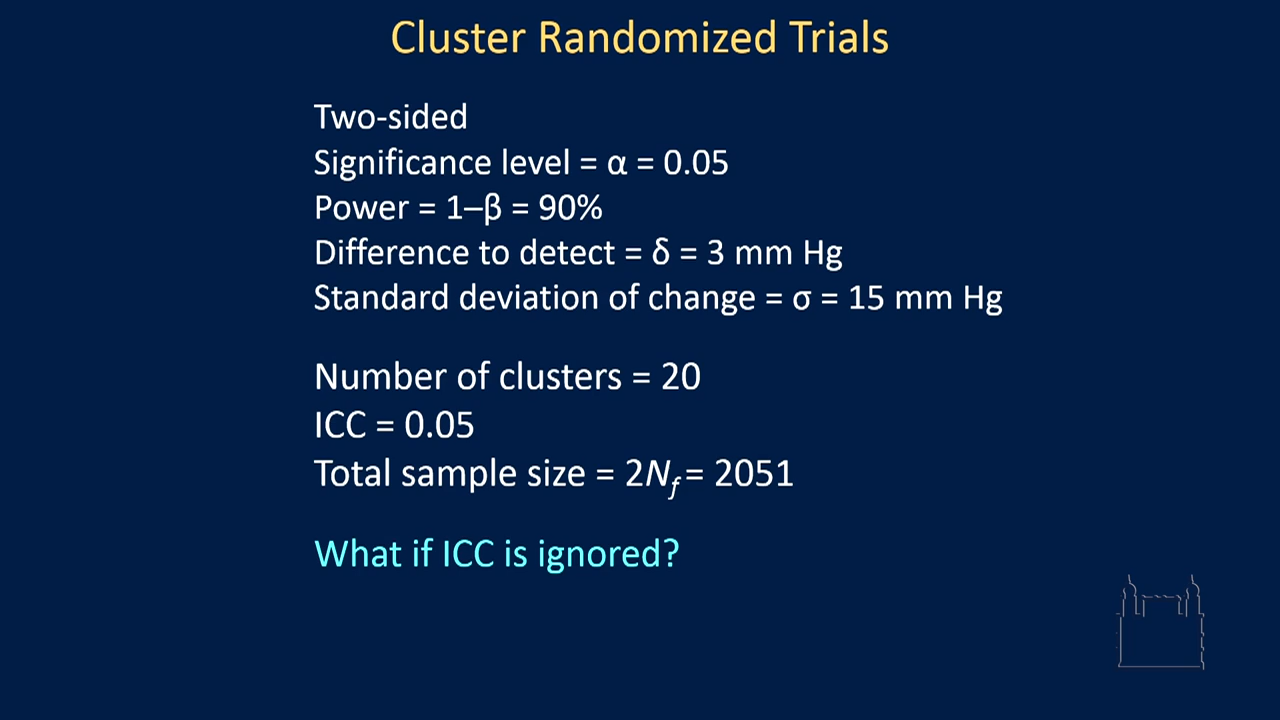 Cluster Randomized Trials
Two-sided
Significance level = α = 0.05
Power = 1–β = 90%
Difference to detect = δ = 3 mm Hg
Standard deviation of change = σ = 15 mm Hg
Number of clusters = 20
ICC = 0.05
Total sample size = 2Nf = 2051
What if ICC is ignored?